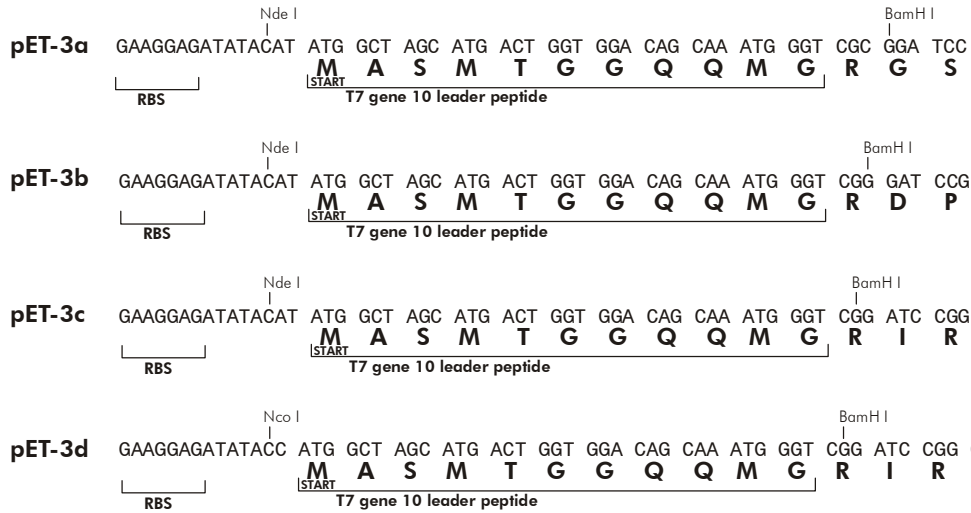 Nde I BamH I
pET-3a GAAGGAGATATACAT ATG GCT AGC ATG ACT GGT GGA CAG CAA ATG GGT CGC GGA TCC
M A S M T G G Q Q M G R G S
START
RBS T7 gene 10 leader peptide
Nde I BamH I
pET-3b GAAGGAGATATACAT ATG GCT AGC ATG ACT GGT GGA CAG CAA ATG GGT CGG GAT CCG
M A S M T G G Q Q M G R D P
START
RBS T7 gene 10 leader peptide
Nde I BamH I
pET-3c GAAGGAGATATACAT ATG GCT AGC ATG ACT GGT GGA CAG CAA ATG GGT CGG ATC CGG
M A S M T G G Q Q M G R I R
START
RBS T7 gene 10 leader peptide
Nco I BamH I
pET-3d GAAGGAGATATACC ATG GCT AGC ATG ACT GGT GGA CAG CAA ATG GGT CGG ATC CGG
M A S M T G G Q Q M G R I R
START
RBS T7 gene 10 leader peptide